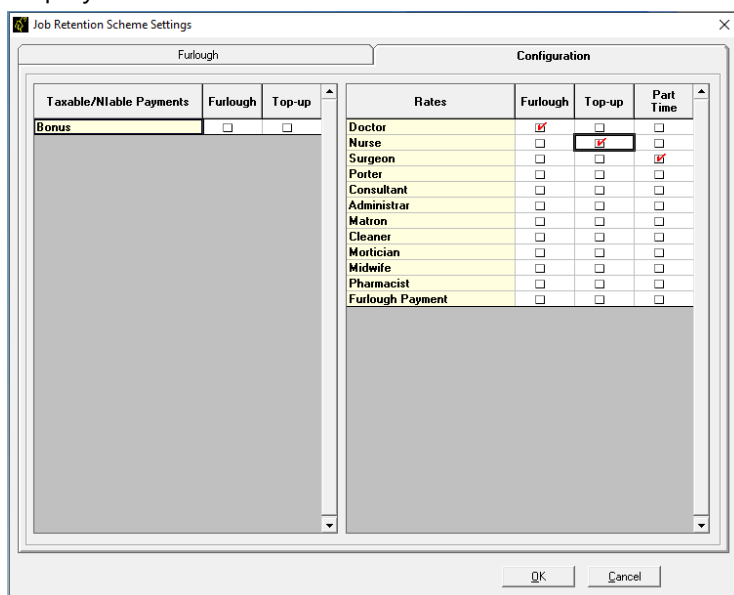 Job Retention Scheme Settings
Furlough
Configuration
Taxable/NIable Payments Furlough Top-up
Bonus
Rates Furlough Top-up Part Time
Doctor
Nurse
Surgeon
Porter
Consultant
Administrar
Matron
Cleaner
Mortician
Midwife
Pharmacist
Furlough Payment
OK Cancel